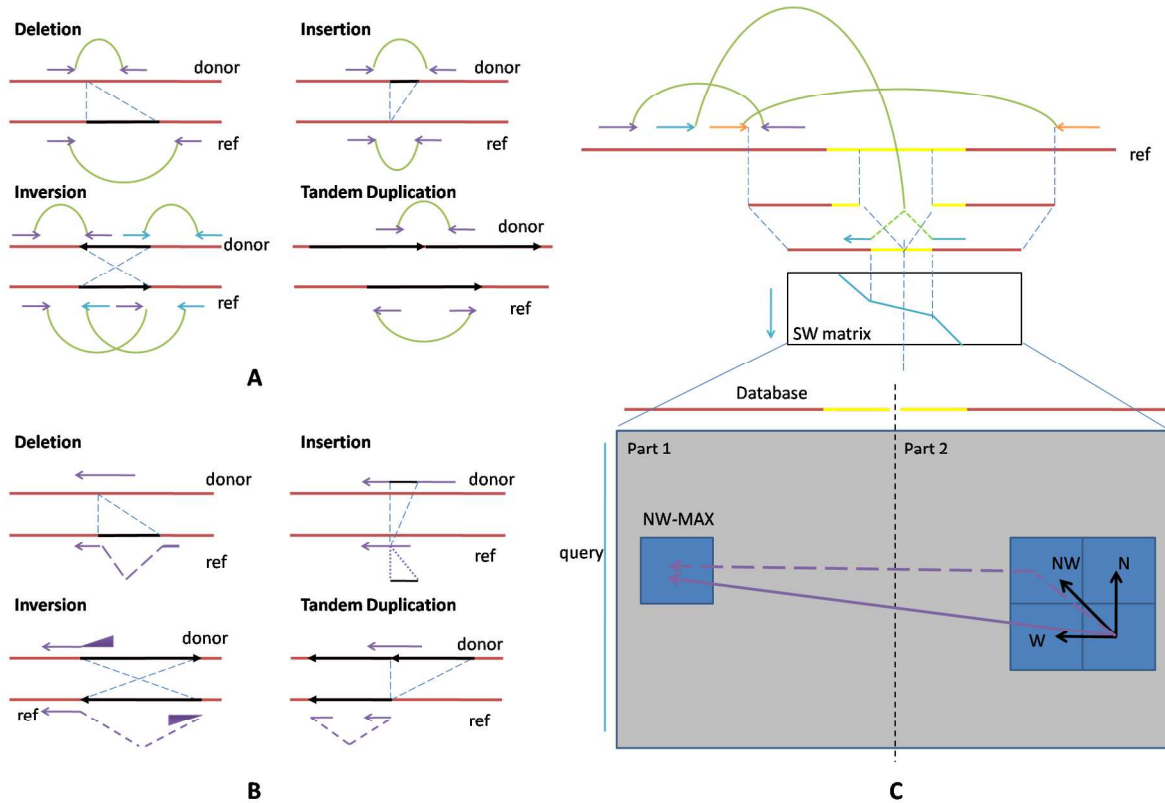 Deletion
donor
ref
Insertion
donor
ref
Inversion
donor
ref
Tandem Duplication
donor
ref
A
Deletion
donor
ref
Insertion
donor
ref
Inversion
donor
ref
Tandem Duplication
donor
ref
B
ref
SW matrix
Database
Part 1
Part 2
query
NW-MAX
NW
N
W
C